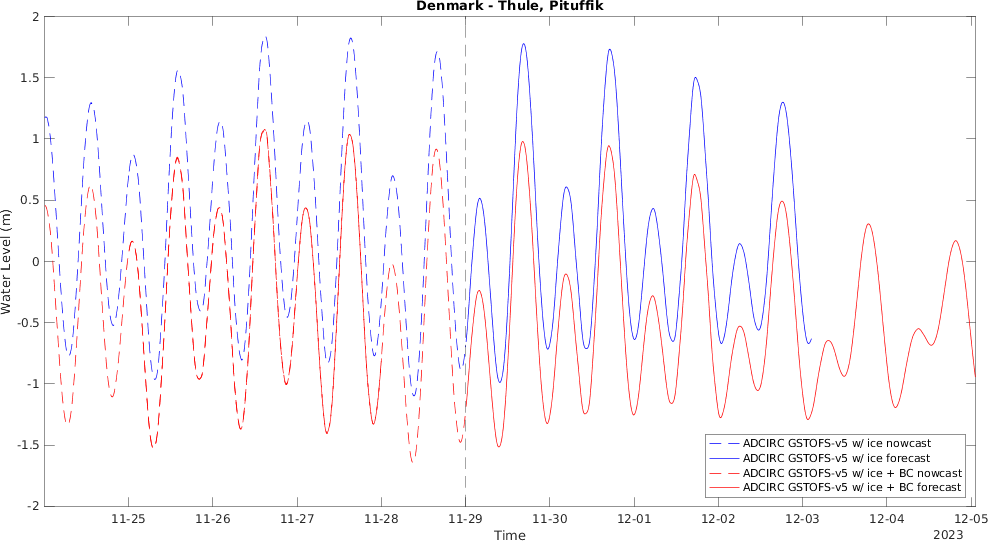 Denmark - Thule, Pituffik
2
1.5
1
0.5
0
-0.5
-1
-1.5
-2
Water Level (m)
11-25 11-26 11-27 11-28 11-29 11-30 12-01 12-02 12-03 12-04 12-05
Time
2023
ADCIRC GSTOFS-v5 w/ ice nowcast
ADCIRC GSTOFS-v5 w/ ice forecast
ADCIRC GSTOFS-v5 w/ ice + BC nowcast
ADCIRC GSTOFS-v5 w/ ice + BC forecast